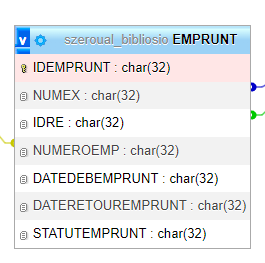 v szeroual_bibliosio EMPRUNT
IDEMPRUNT : char(32)
NUMEX : char(32)
IDRE : char(32)
NUMEROEMP : char(32)
DATEDEBEMPRUNT : char(32)
DATERETOUREMPRUNT : char(32)
STATUTEMPRUNT : char(32)